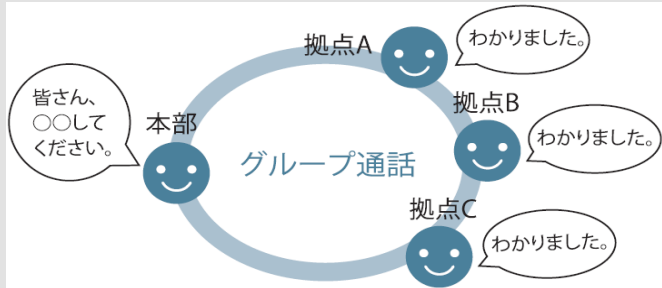 拠点A
わかりました。
皆さん、
○○して
ください。
本部
拠点B
わかりました。
グループ通話
拠点C
わかりました。